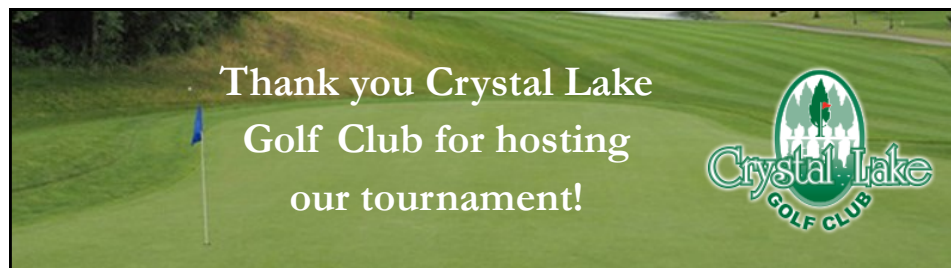 Thank you Crystal Lake
Golf Club for hosting
our tournament!
Crystal Lake
GOLF CLUB